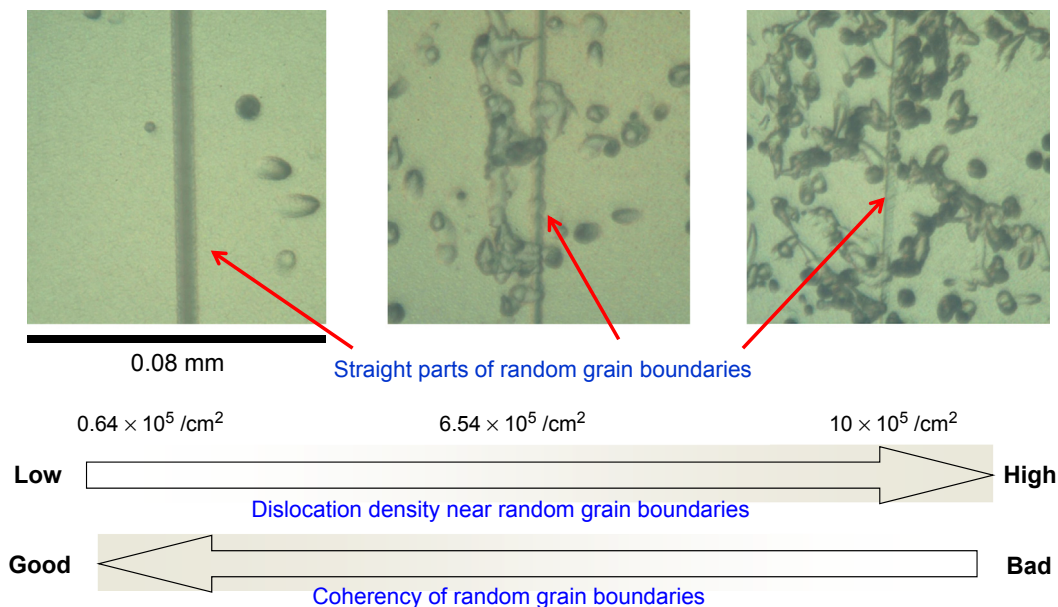 0.08 mm
Straight parts of random grain boundaries
0.64 × 10⁵ /cm² 6.54 × 10⁵ /cm² 10 × 10⁵ /cm²
Low High
Dislocation density near random grain boundaries
Good Bad
Coherency of random grain boundaries